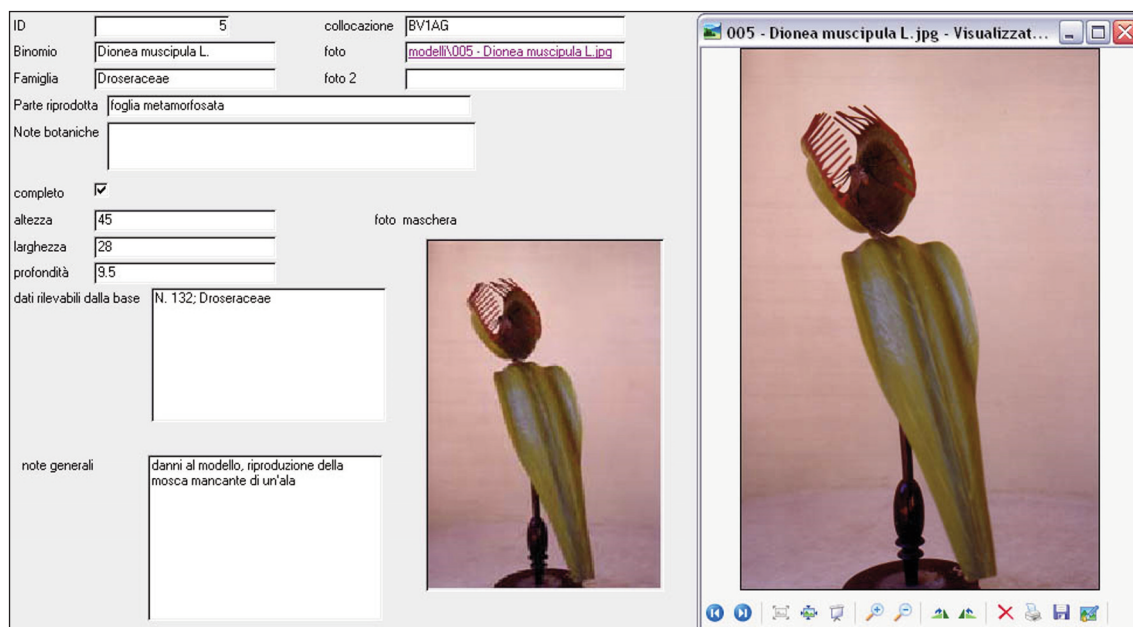 ID 5 collocazione BV1AG
Binomio Dionea muscipula L. foto modelli\005 - Dionea muscipula L.jpg
Famiglia Droseraceae foto 2
Parte riprodotta foglia metamorfosata
Note botaniche
completo
altezza 45 foto maschera
larghezza 28
profondità 9.5
dati rilevabili dalla base N. 132; Droseraceae
note generali danni al modello, riproduzione della
mosca mancante di un'ala
005 - Dionea muscipula L.jpg - Visualizzat...